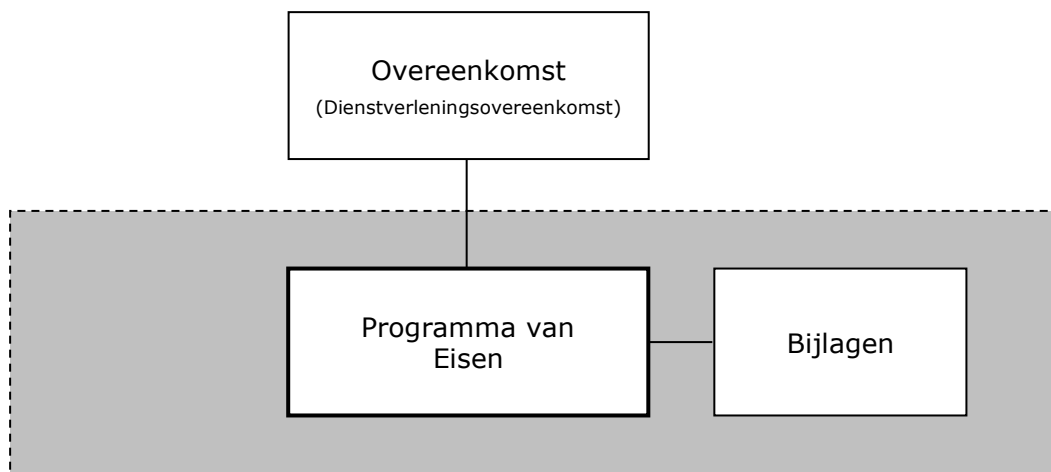 Overeenkomst
(Dienstverleningsovereenkomst)
Programma van
Eisen
Bijlagen